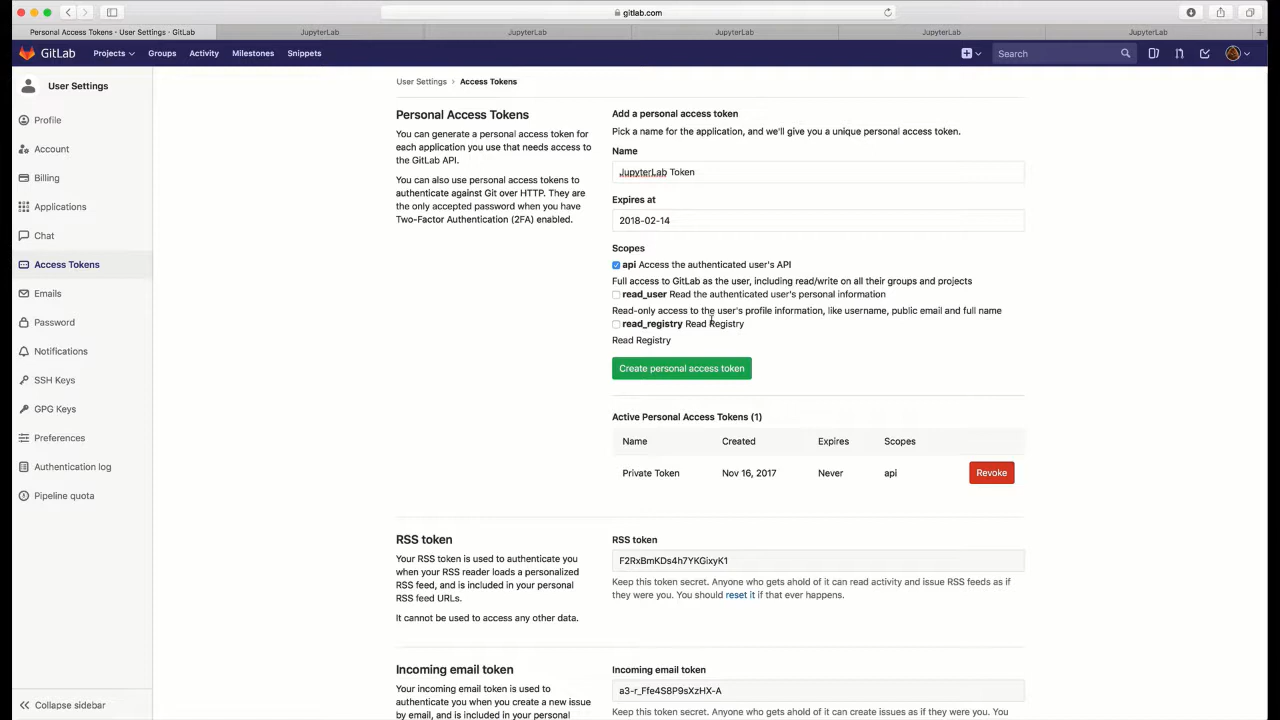 gitlab.com
Personal Access Tokens · User Settings · GitLab
JupyterLab
JupyterLab
JupyterLab
JupyterLab
JupyterLab
GitLab
Projects
Groups
Activity
Milestones
Snippets
Search
User Settings
Profile
Account
Billing
Applications
Chat
Access Tokens
Emails
Password
Notifications
SSH Keys
GPG Keys
Preferences
Authentication log
Pipeline quota
Collapse sidebar
User Settings > Access Tokens
Personal Access Tokens
You can generate a personal access token for
each application you use that needs access to
the GitLab API.
You can also use personal access tokens to
authenticate against Git over HTTP. They are
the only accepted password when you have
Two-Factor Authentication (2FA) enabled.
Add a personal access token
Pick a name for the application, and we'll give you a unique personal access token.
Name
JupyterLab Token
Expires at
2018-02-14
Scopes
api Access the authenticated user's API
Full access to GitLab as the user, including read/write on all their groups and projects
read_user Read the authenticated user's personal information
Read-only access to the user's profile information, like username, public email and full name
read_registry Read Registry
Read Registry
Create personal access token
Active Personal Access Tokens (1)
Name Created Expires Scopes
Private Token Nov 16, 2017 Never api Revoke
RSS token
Your RSS token is used to authenticate you
when your RSS reader loads a personalized
RSS feed, and is included in your personal
RSS feed URLs.
It cannot be used to access any other data.
RSS token
F2RxBmKDs4h7YKGixyK1
Keep this token secret. Anyone who gets ahold of it can read activity and issue RSS feeds as if
they were you. You should reset it if that ever happens.
Incoming email token
Your incoming email token is used to
authenticate you when you create a new issue
by email, and is included in your personal
Incoming email token
a3-r_Ffe4S8P9sXzHX-A
Keep this token secret. Anyone who gets ahold of it can create issues as if they were you. You